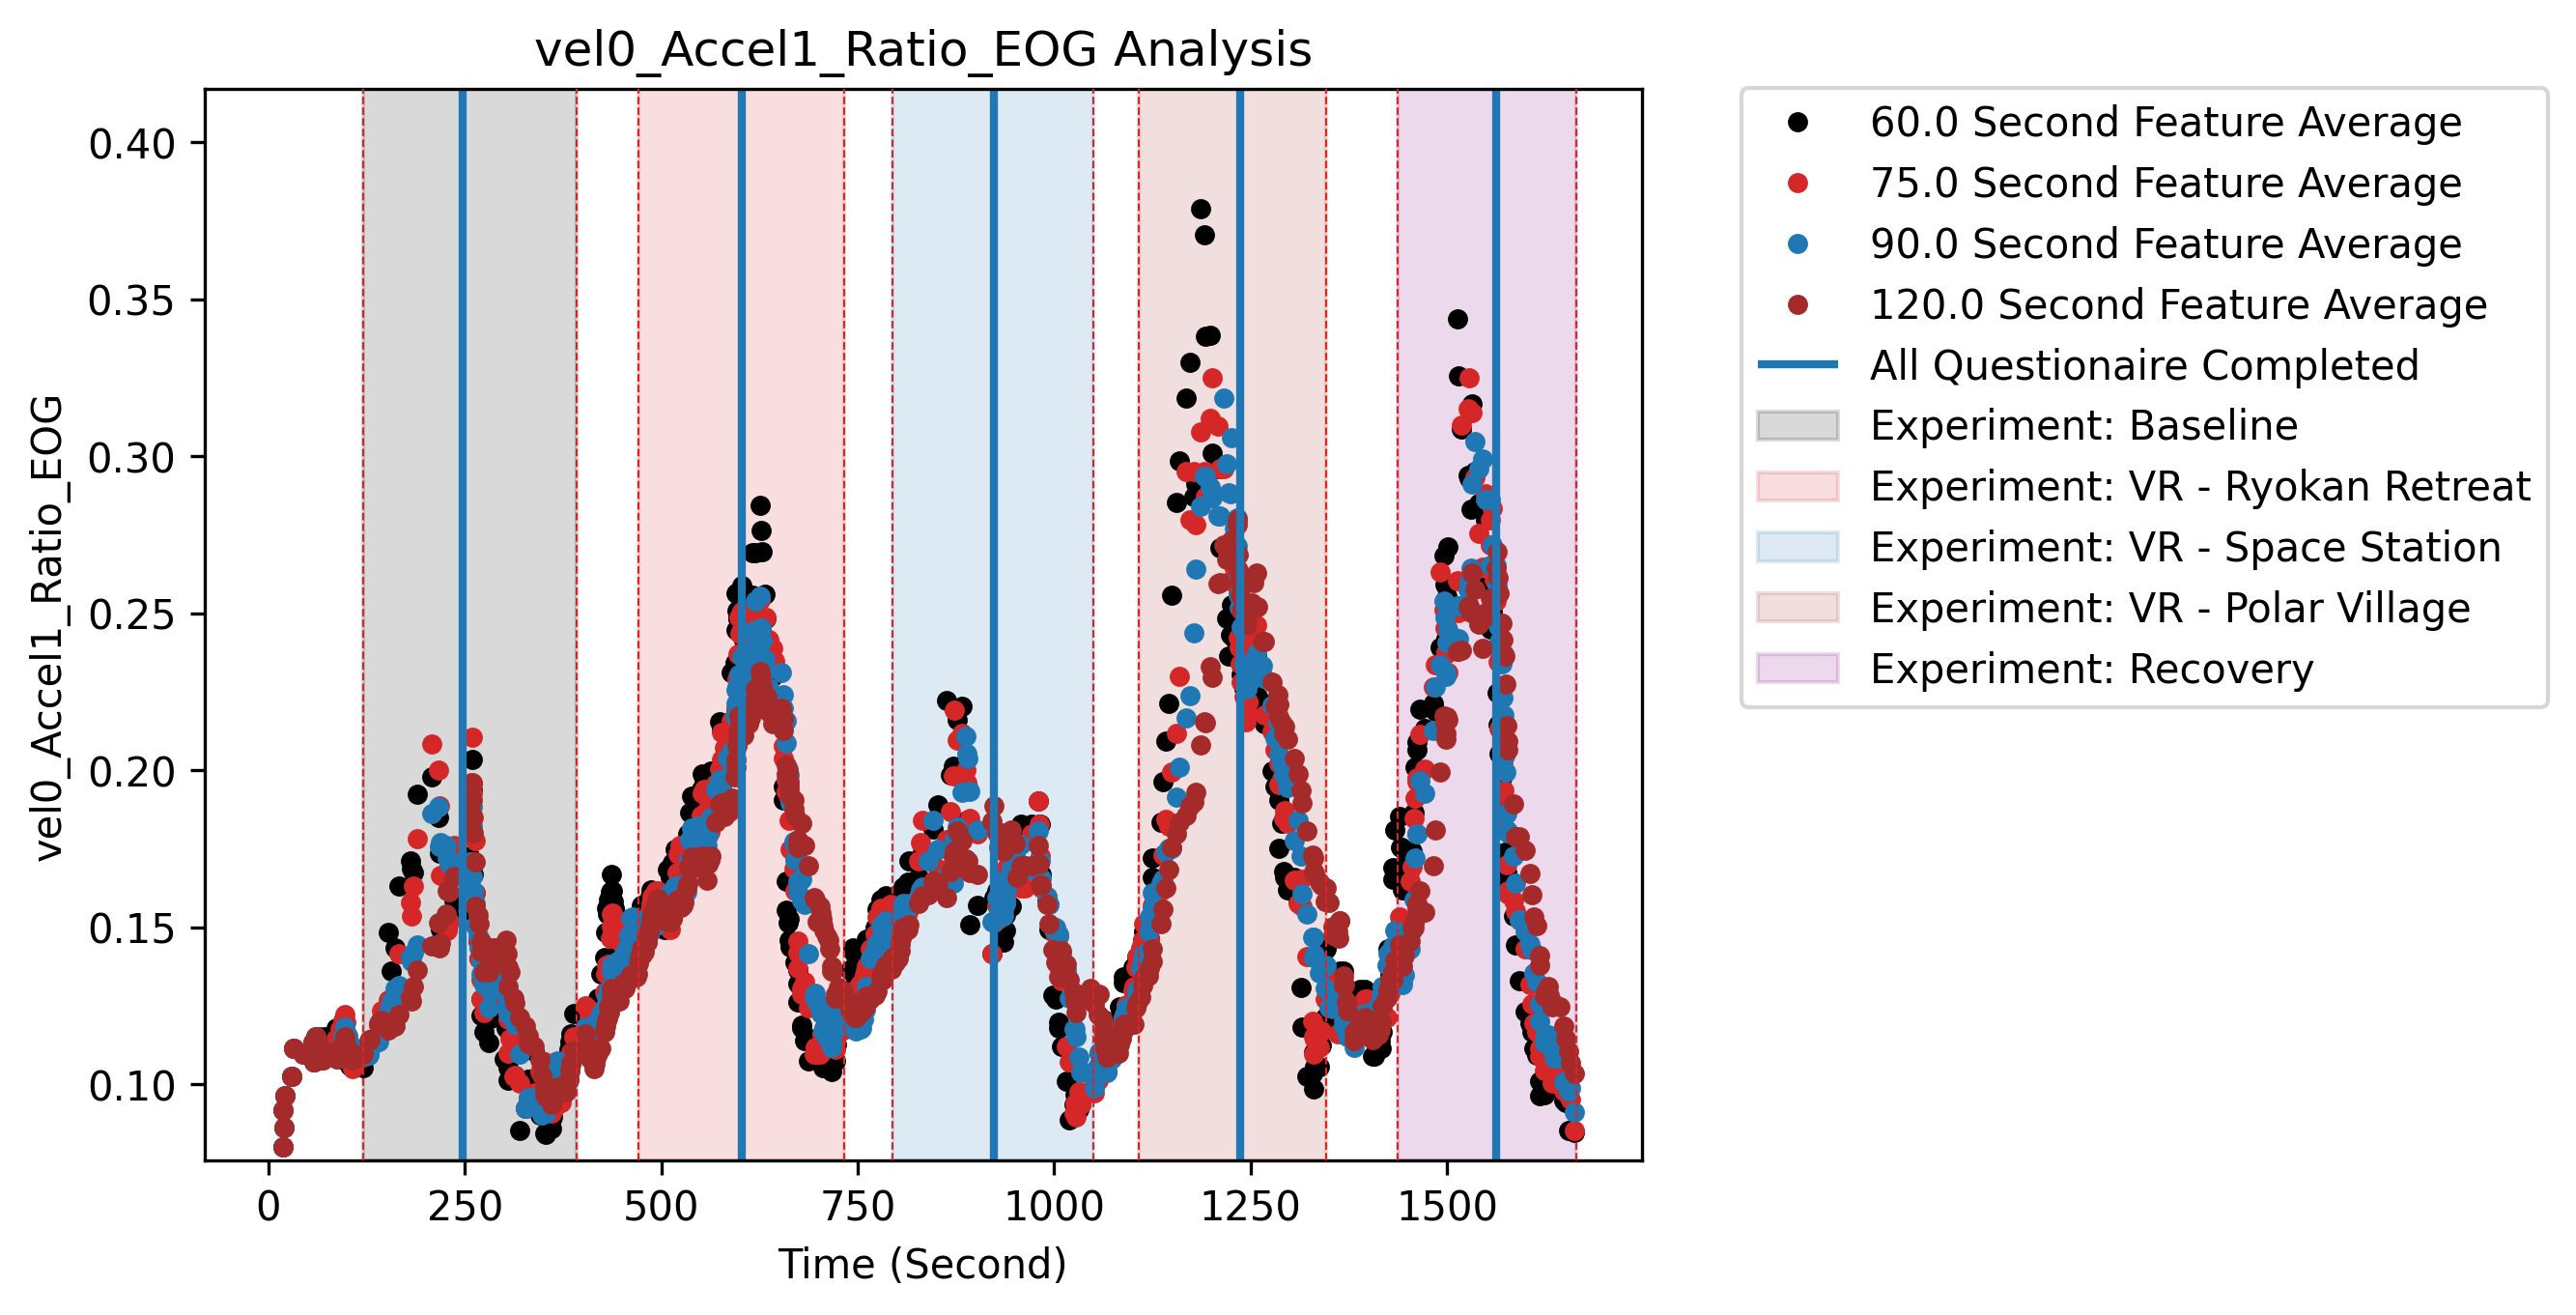 vel0_Accel1_Ratio_EOG Analysis
vel0_Accel1_Ratio_EOG
0.40
0.35
0.30
0.25
0.20
0.15
0.10
0
250
500
750
1000
1250
1500
Time (Second)
60.0 Second Feature Average
75.0 Second Feature Average
90.0 Second Feature Average
120.0 Second Feature Average
All Questionaire Completed
Experiment: Baseline
Experiment: VR - Ryokan Retreat
Experiment: VR - Space Station
Experiment: VR - Polar Village
Experiment: Recovery